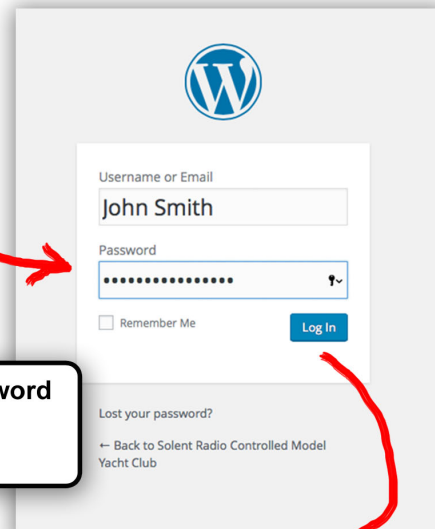 Username or Email
John Smith
Password
••••••••••••••••
Remember Me
Log In
word
Lost your password?
← Back to Solent Radio Controlled Model
Yacht Club